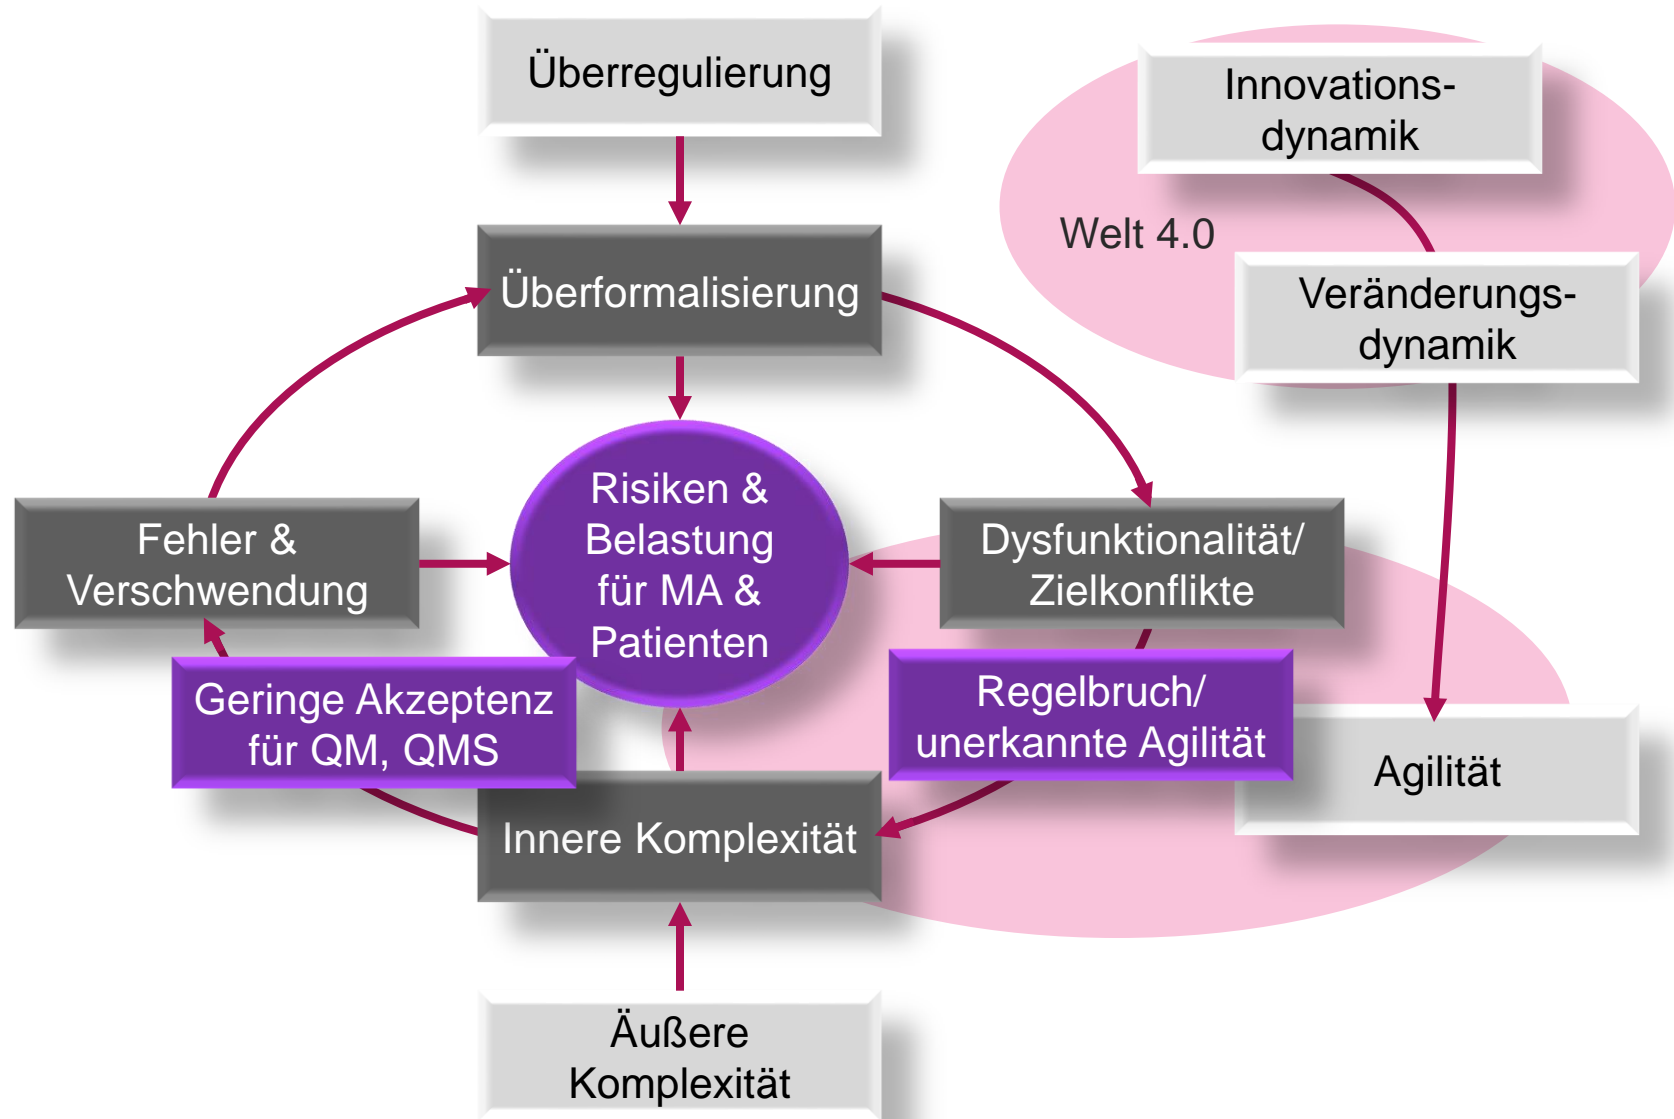 Überregulierung
Innovations-
dynamik
Welt 4.0
Überformalisierung
Veränderungs-
dynamik
Risiken &
Belastung
für MA &
Patienten
Fehler &
Verschwendung
Dysfunktionalität/
Zielkonflikte
Geringe Akzeptenz
für QM, QMS
Regelbruch/
unerkannte Agilität
Agilität
Innere Komplexität
Äußere
Komplexität